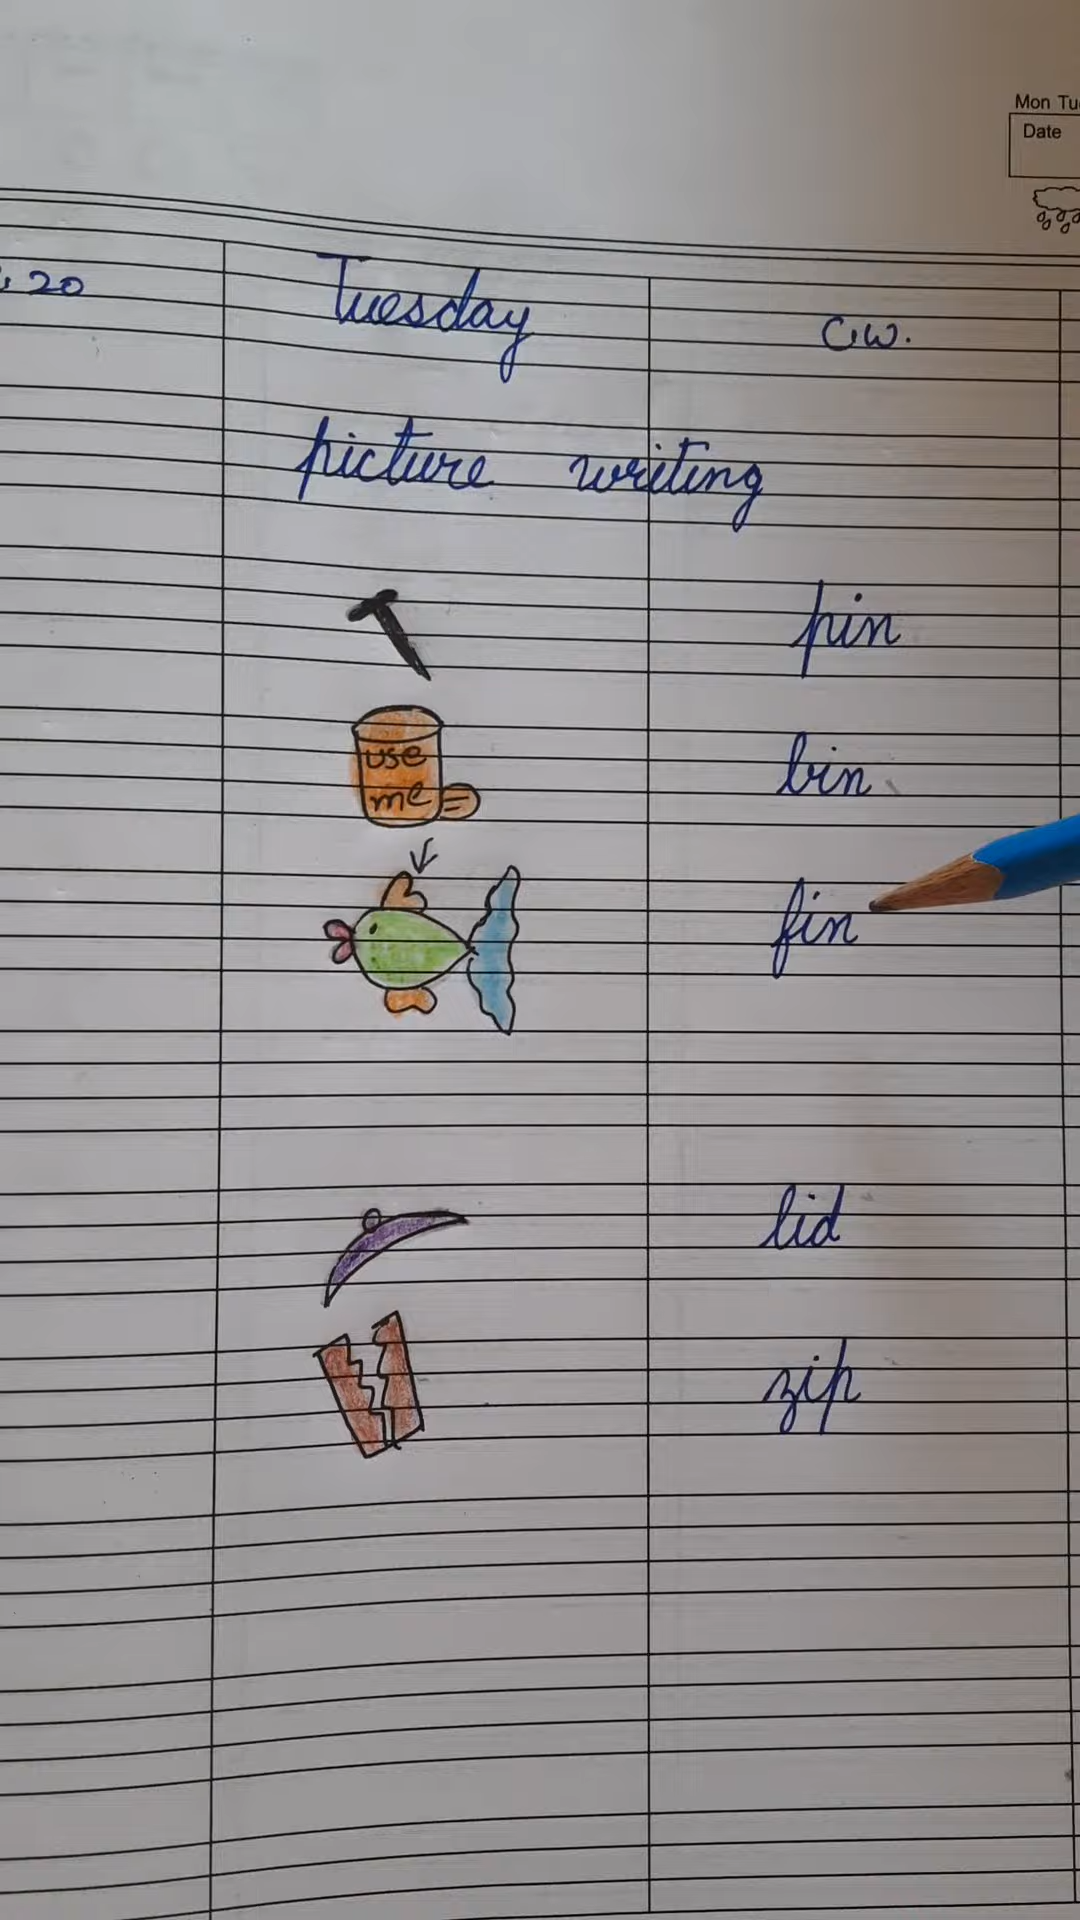 Mon Tu
Date
20 Tuesday C.W.
picture writing
pin
use
me
bin
fin
lid
zip